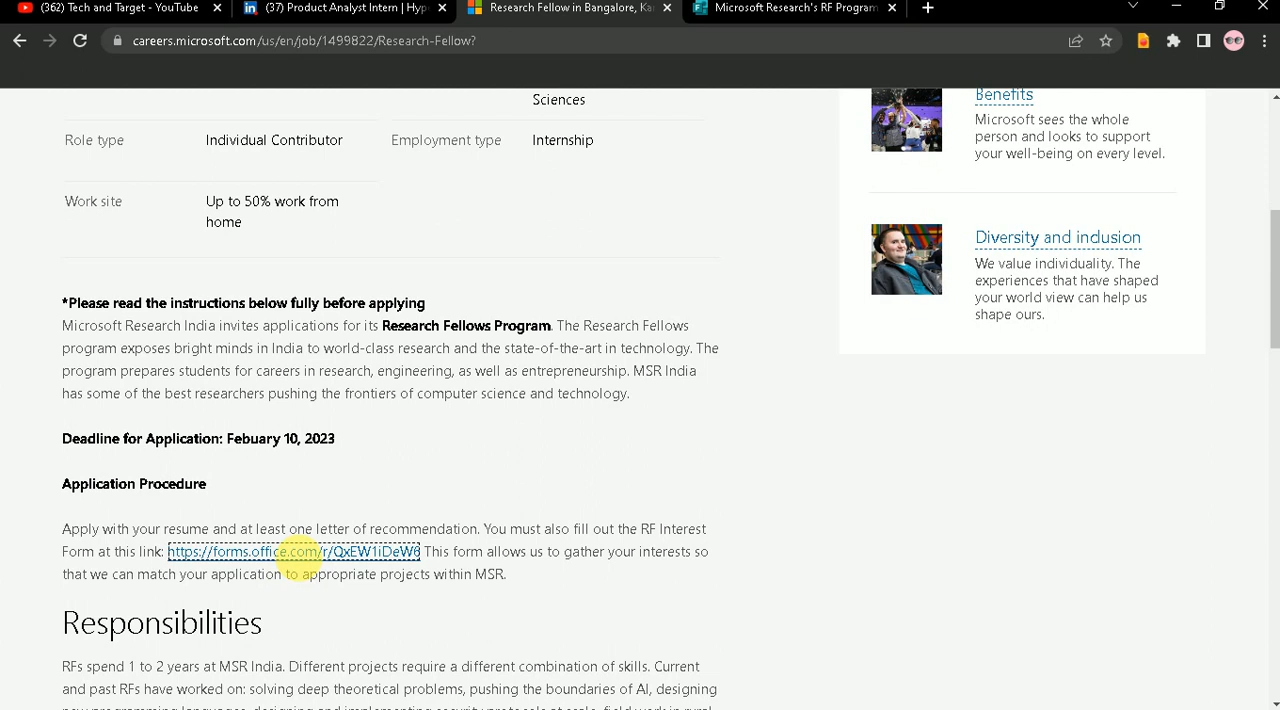 (362) Tech and Target - YouTube
(37) Product Analyst Intern | Hype
Research Fellow in Bangalore, Ka
Microsoft Research's RF Program
careers.microsoft.com/us/en/job/1499822/Research-Fellow?
Sciences
Role type Individual Contributor Employment type Internship
Work site Up to 50% work from
home
*Please read the instructions below fully before applying
Microsoft Research India invites applications for its Research Fellows Program. The Research Fellows
program exposes bright minds in India to world-class research and the state-of-the-art in technology. The
program prepares students for careers in research, engineering, as well as entrepreneurship. MSR India
has some of the best researchers pushing the frontiers of computer science and technology.
Deadline for Application: Febuary 10, 2023
Application Procedure
Apply with your resume and at least one letter of recommendation. You must also fill out the RF Interest
Form at this link: https://forms.office.com/r/QxEW1iDeW6 This form allows us to gather your interests so
that we can match your application to appropriate projects within MSR.
Responsibilities
RFs spend 1 to 2 years at MSR India. Different projects require a different combination of skills. Current
and past RFs have worked on: solving deep theoretical problems, pushing the boundaries of AI, designing
Benefits
Microsoft sees the whole
person and looks to support
your well-being on every level.
Diversity and inclusion
We value individuality. The
experiences that have shaped
your world view can help us
shape ours.